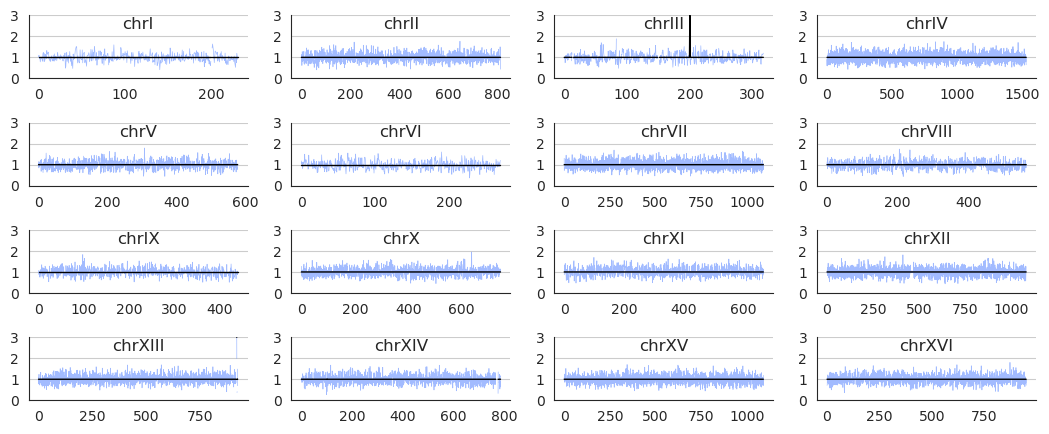 chrI chrII chrIII chrIV
3 3 3 3
2 2 2 2
1 1 1 1
0 0 0 0
0 100 200 0 200 400 600 800 0 100 200 300 0 500 1000 1500
chrV chrVI chrVII chrVIII
3 3 3 3
2 2 2 2
1 1 1 1
0 0 0 0
0 200 400 600 0 100 200 0 250 500 750 1000 0 200 400
chrIX chrX chrXI chrXII
3 3 3 3
2 2 2 2
1 1 1 1
0 0 0 0
0 100 200 300 400 0 200 400 600 0 200 400 600 0 250 500 750 1000
chrXIII chrXIV chrXV chrXVI
3 3 3 3
2 2 2 2
1 1 1 1
0 0 0 0
0 250 500 750 0 200 400 600 800 0 250 500 750 1000 0 250 500 750